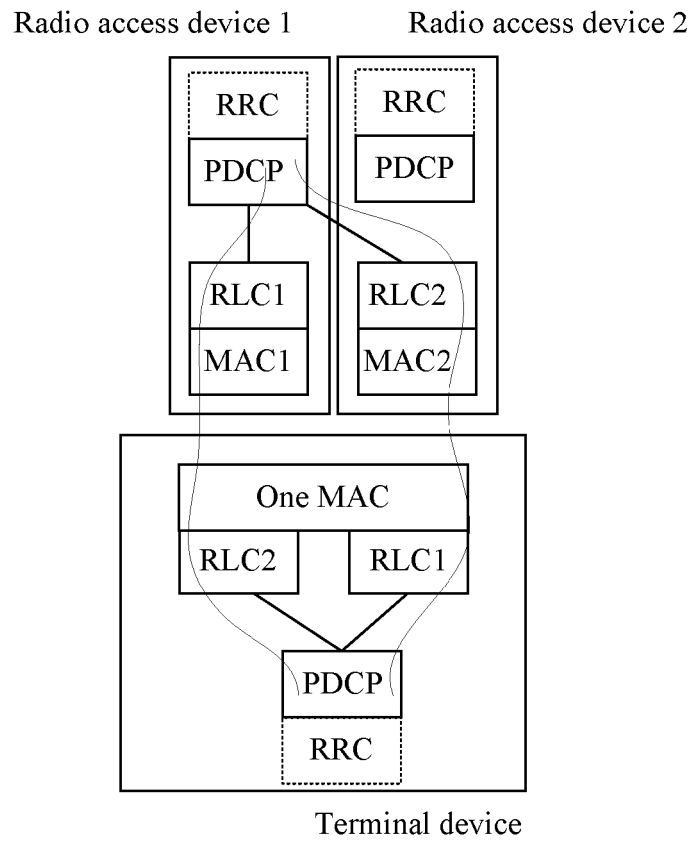 Radio access device 1 Radio access device 2
RRC RRC
PDCP PDCP
RLC1 RLC2
MAC1 MAC2
One MAC
RLC2 RLC1
PDCP
RRC
Terminal device